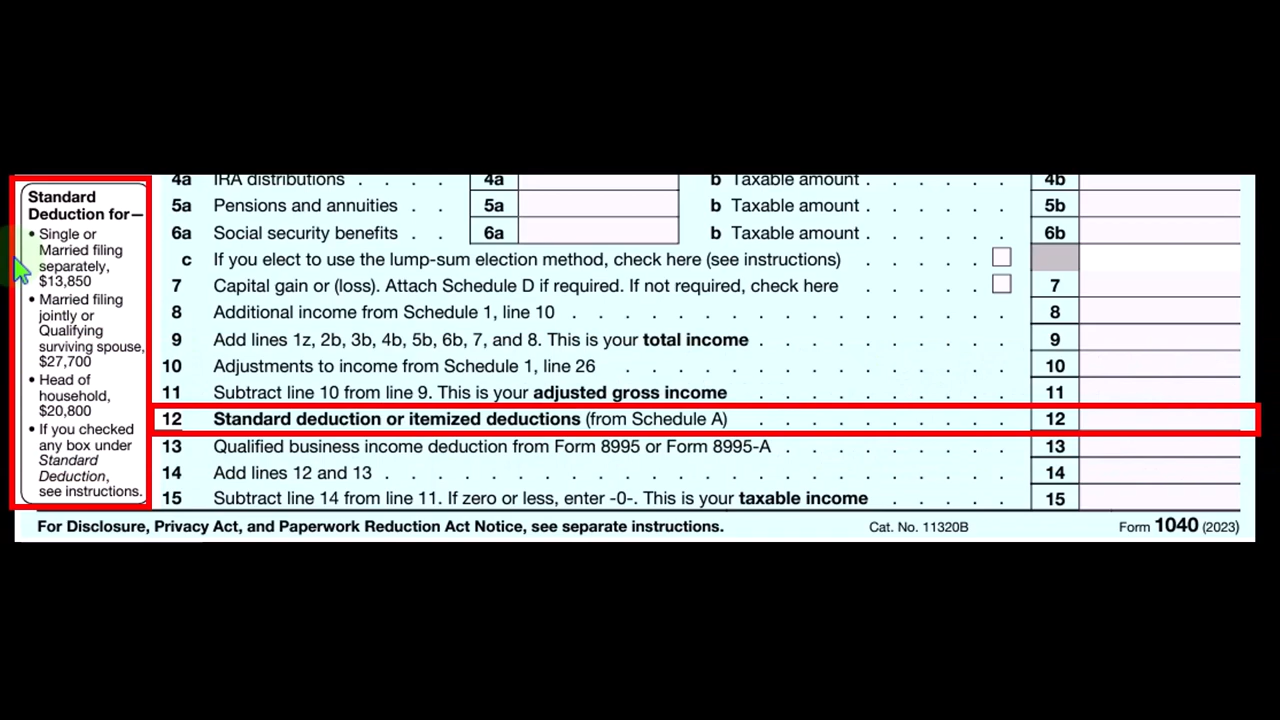 Standard
Deduction for—
• Single or
Married filing
separately,
$13,850
• Married filing
jointly or
Qualifying
surviving spouse,
$27,700
• Head of
household,
$20,800
• If you checked
any box under
Standard
Deduction,
see instructions.
4a IRA distributions . . . . 4a b Taxable amount . . . . . . 4b
5a Pensions and annuities . . 5a b Taxable amount . . . . . . 5b
6a Social security benefits . . 6a b Taxable amount . . . . . . 6b
c If you elect to use the lump-sum election method, check here (see instructions) . . . . .
7 Capital gain or (loss). Attach Schedule D if required. If not required, check here . . . . . 7
8 Additional income from Schedule 1, line 10 . . . . . . . . . . . . . . . . . 8
9 Add lines 1z, 2b, 3b, 4b, 5b, 6b, 7, and 8. This is your total income . . . . . . . . . . 9
10 Adjustments to income from Schedule 1, line 26 . . . . . . . . . . . . . . . 10
11 Subtract line 10 from line 9. This is your adjusted gross income . . . . . . . . . . 11
12 Standard deduction or itemized deductions (from Schedule A) . . . . . . . . . . 12
13 Qualified business income deduction from Form 8995 or Form 8995-A . . . . . . . . . 13
14 Add lines 12 and 13 . . . . . . . . . . . . . . . . . . . . . . . . 14
15 Subtract line 14 from line 11. If zero or less, enter -0-. This is your taxable income . . . . . 15
For Disclosure, Privacy Act, and Paperwork Reduction Act Notice, see separate instructions. Cat. No. 11320B Form 1040 (2023)